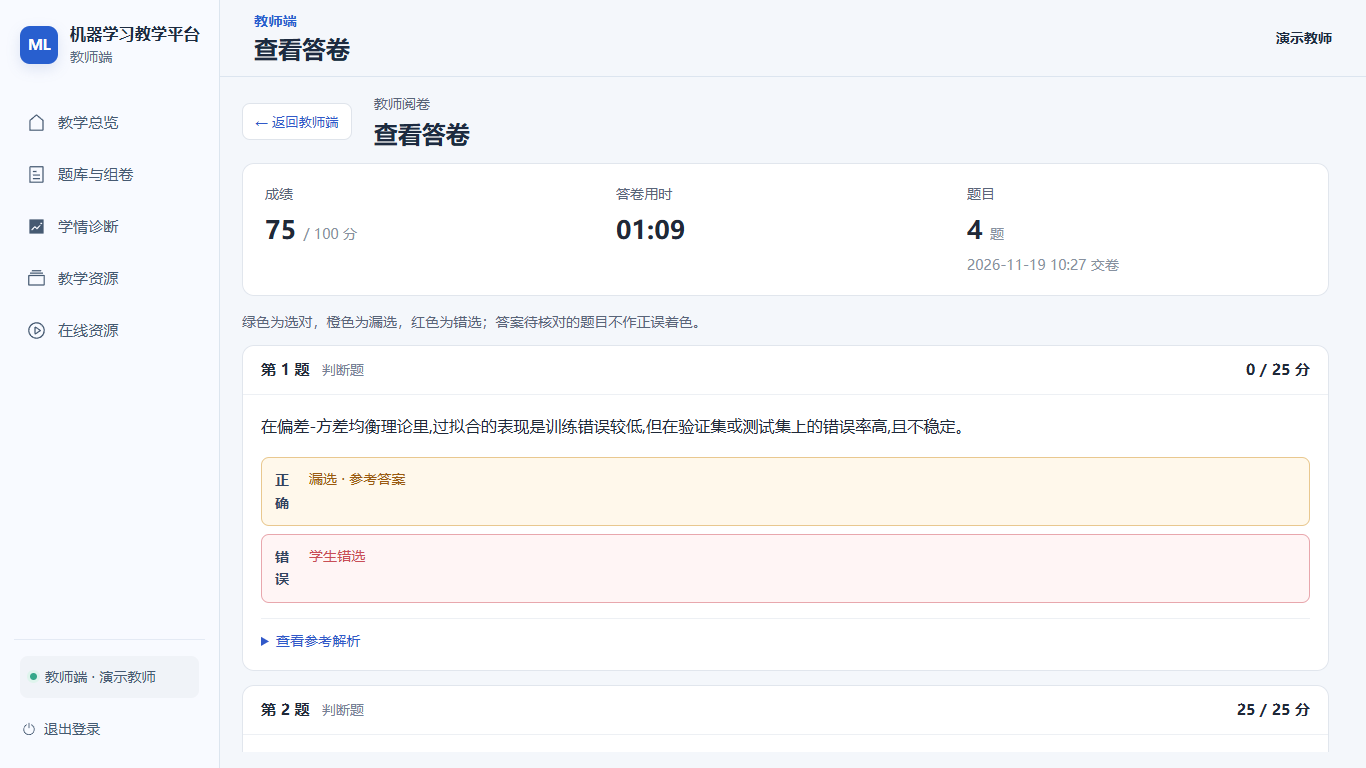 ML
机器学习教学平台
教师端
教学总览
题库与组卷
学情诊断
教学资源
在线资源
教师端 · 演示教师
退出登录
教师端
查看答卷
演示教师
← 返回教师端
教师阅卷
查看答卷
成绩
75 / 100 分
答卷用时
01:09
题目
4 题
2026-11-19 10:27 交卷
绿色为选对，橙色为漏选，红色为错选；答案待核对的题目不作正误着色。
第 1 题 判断题 0 / 25 分
在偏差-方差均衡理论里,过拟合的表现是训练错误较低,但在验证集或测试集上的错误率高,且不稳定。
正确 漏选 · 参考答案
错误 学生错选
查看参考解析
第 2 题 判断题 25 / 25 分